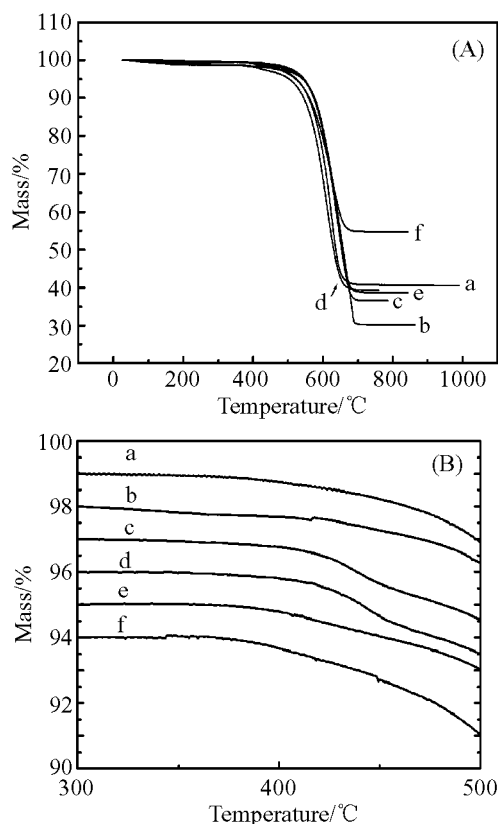 110
(A)
100
90
80
70
60
50
40
30
20
Mass/%
f
a
d
e
c
b
0
200
400
600
800
1000
Temperature/℃
100
(B)
98
96
94
92
90
Mass/%
a
b
c
d
e
f
300
400
500
Temperature/℃